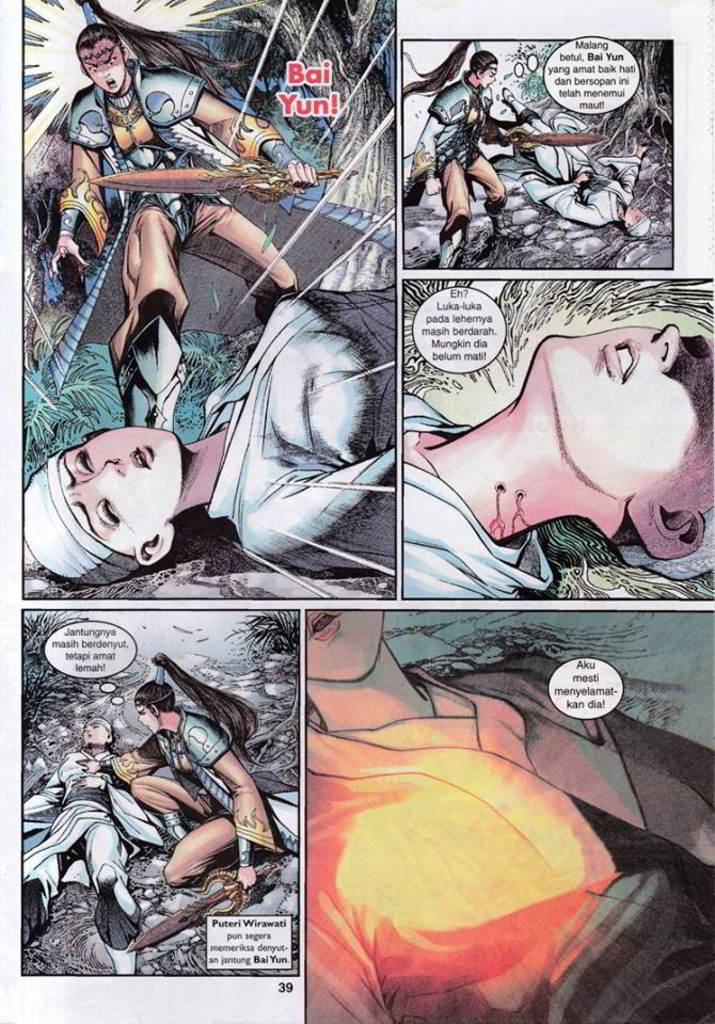 Bai
Yun!
Malang
betul, Bai Yun
yang amat baik hati
dan bersopan ini
telah menemui
maut!
Eh?
Luka-luka
pada lehernya
masih berdarah.
Mungkin dia
belum mati!
Jantungnya
masih berdenyut,
tetapi amat
lemah!
Puteri Wirawati
pun segera
memeriksa denyut-
an jantung Bai Yun.
Aku
mesti
menyelamat-
kan dia!
39